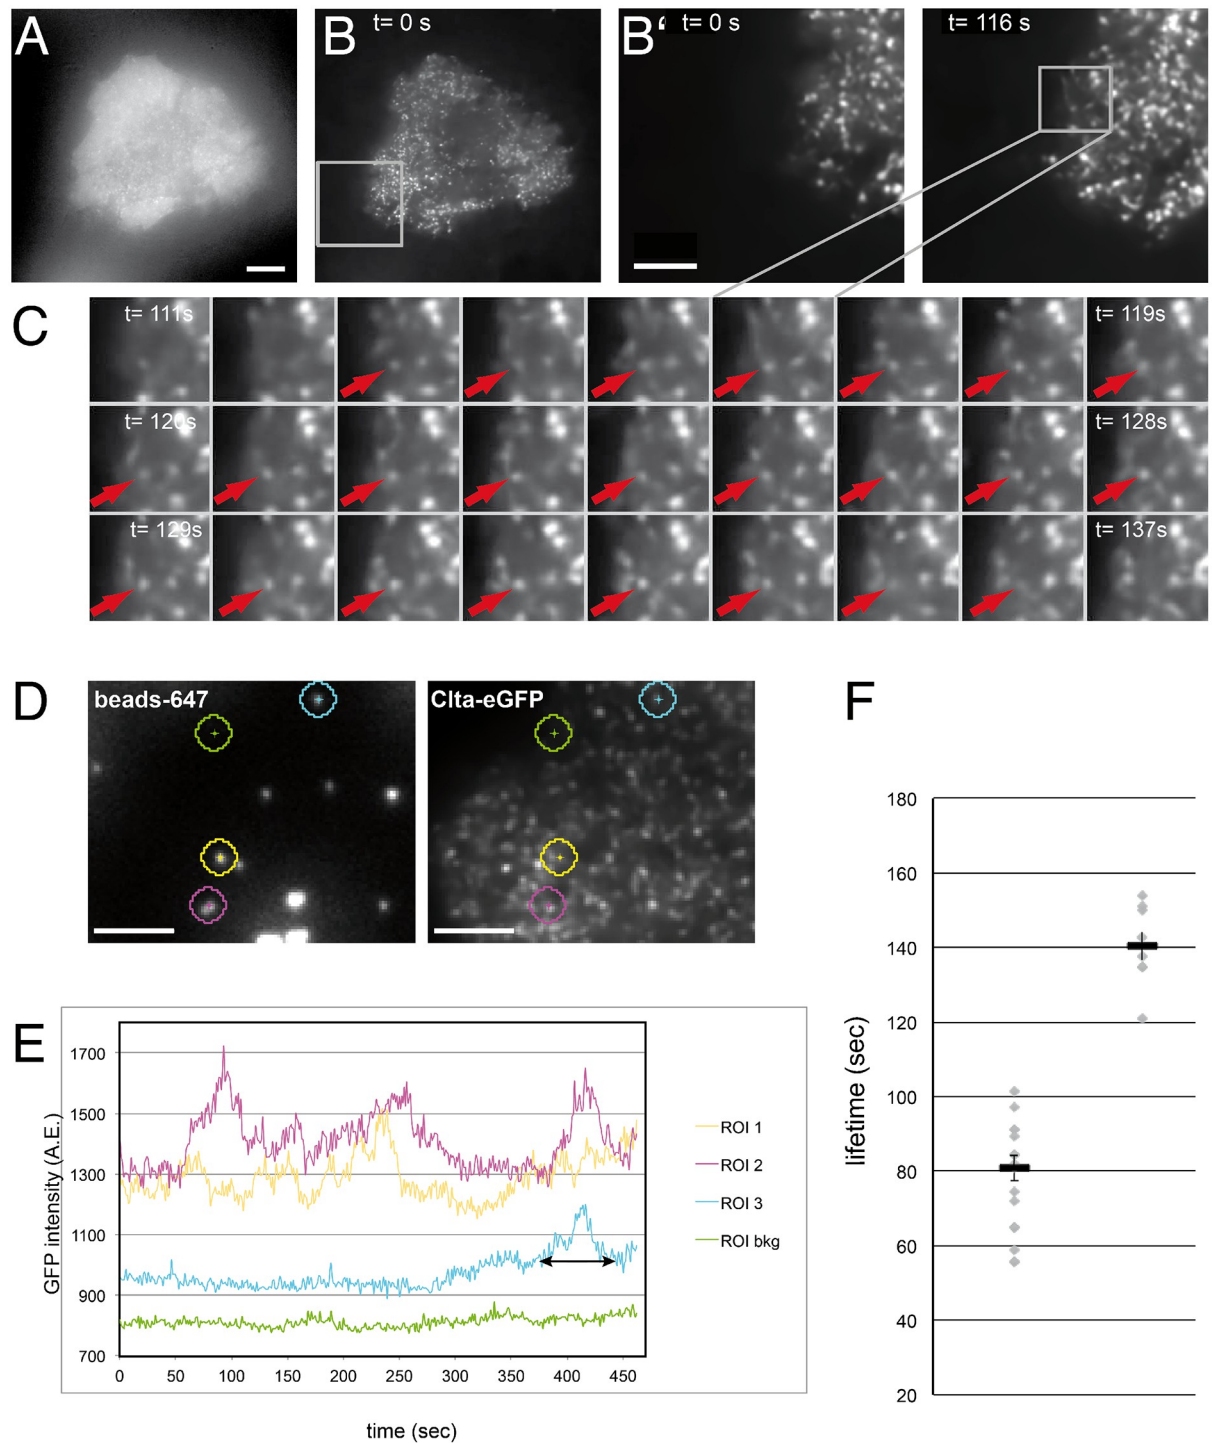 A
B
t= 0 s
B‘
t= 0 s
t= 116 s
C
t= 111s
t= 119s
t= 120s
t= 128s
t= 129s
t= 137s
D
beads-647
Clta-eGFP
E
GFP intensity (A.E.)
1700
1500
1300
1100
900
700
0 50 100 150 200 250 300 350 400 450
time (sec)
ROI 1
ROI 2
ROI 3
ROI bkg
F
lifetime (sec)
180
160
140
120
100
80
60
40
20